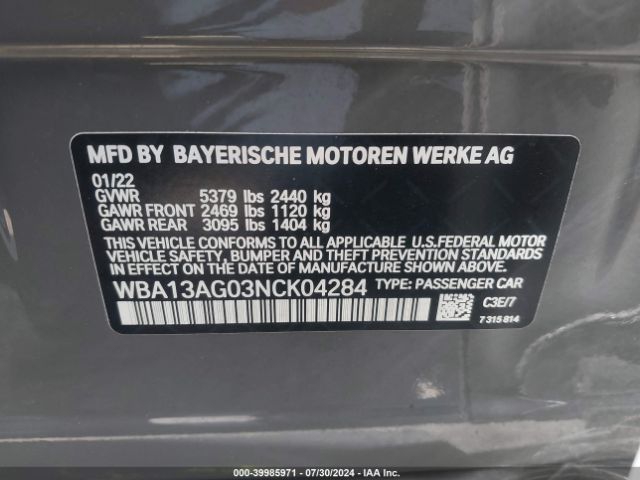 MFD BY BAYERISCHE MOTOREN WERKE AG
01/22
GVWR 5379 lbs 2440 kg
GAWR FRONT 2469 lbs 1120 kg
GAWR REAR 3095 lbs 1404 kg
THIS VEHICLE CONFORMS TO ALL APPLICABLE U.S.FEDERAL MOTOR
VEHICLE SAFETY, BUMPER AND THEFT PREVENTION STANDARDS
IN EFFECT ON THE DATE OF MANUFACTURE SHOWN ABOVE.
WBA13AG03NCK04284 TYPE: PASSENGER CAR
C3E/7
7315814
000-39985971 / 07/30/2024 - IAA Inc.